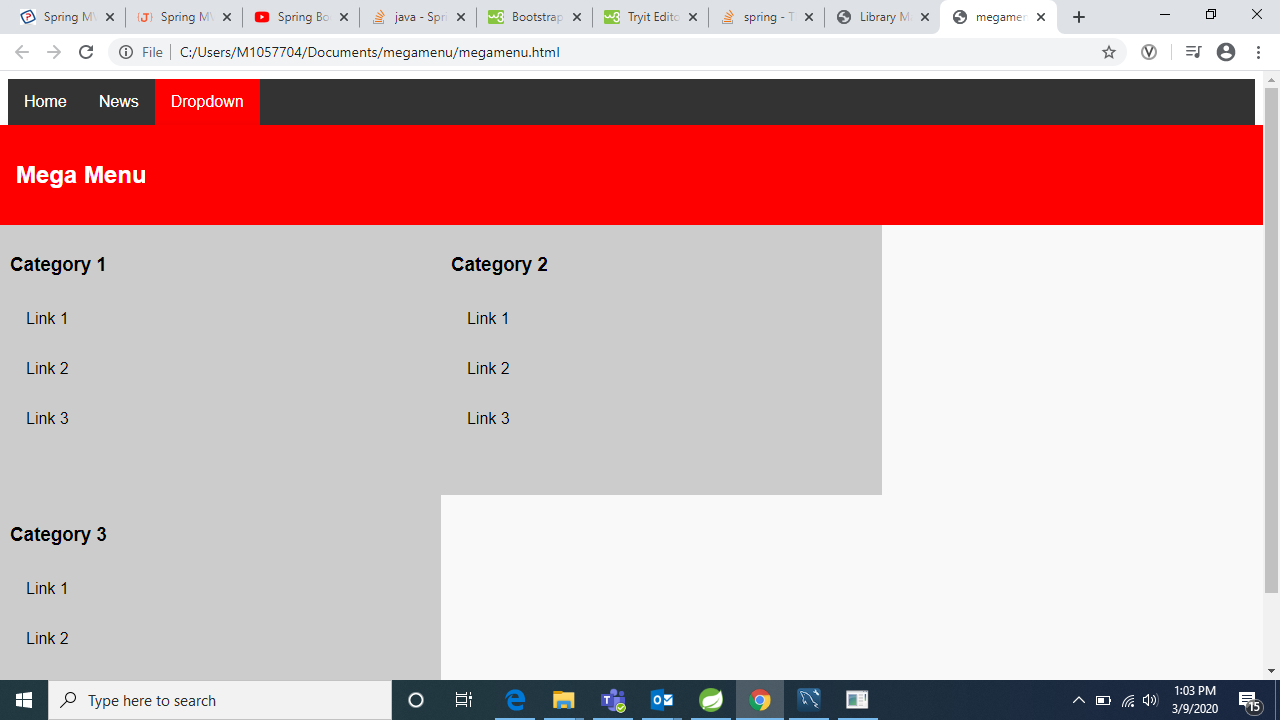 Spring M
Spring M
Spring Bo
java - Spr
Bootstrap
Tryit Edit
spring - T
Library M
megamen
File
C:/Users/M1057704/Documents/megamenu/megamenu.html
Home News Dropdown
Mega Menu
Category 1
Link 1
Link 2
Link 3
Category 2
Link 1
Link 2
Link 3
Category 3
Link 1
Link 2
Type here to search
1:03 PM
3/9/2020
15